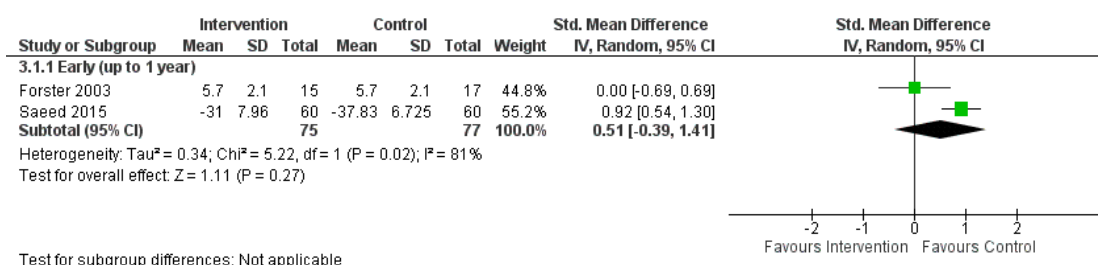 Intervention Control Std. Mean Difference Std. Mean Difference
Study or Subgroup Mean SD Total Mean SD Total Weight IV, Random, 95% CI IV, Random, 95% CI
3.1.1 Early (up to 1 year)
Forster 2003 5.7 2.1 15 5.7 2.1 17 44.8% 0.00 [-0.69, 0.69]
Saeed 2015 -31 7.96 60 -37.83 6.725 60 55.2% 0.92 [0.54, 1.30]
Subtotal (95% CI) 75 77 100.0% 0.51 [-0.39, 1.41]
Heterogeneity: Tau² = 0.34; Chi² = 5.22, df = 1 (P = 0.02); I² = 81%
Test for overall effect: Z = 1.11 (P = 0.27)
-2 -1 0 1 2
Favours Intervention Favours Control
Test for subgroup differences: Not applicable